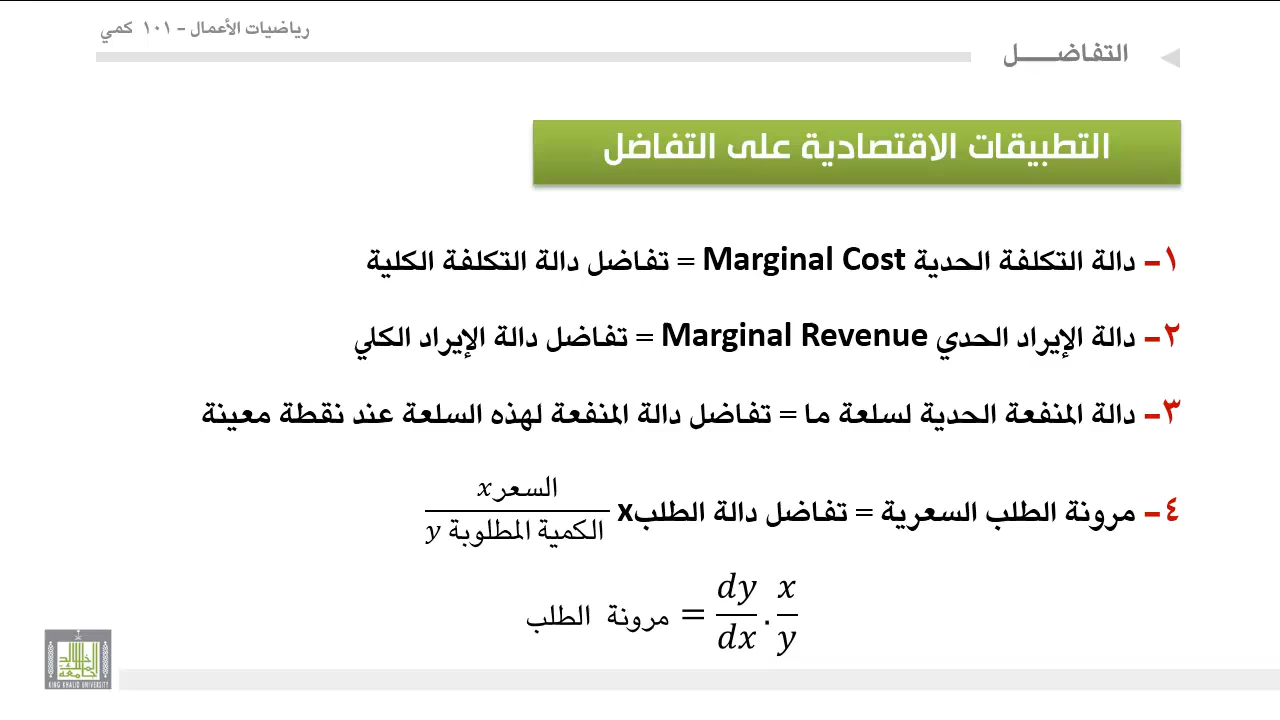 رياضيات الأعمال - ١٠١ كمي
التفاضـــــل
التطبيقات الاقتصادية على التفاضل
١- دالة التكلفة الحدية Marginal Cost = تفاضل دالة التكلفة الكلية
٢- دالة الإيراد الحدي Marginal Revenue = تفاضل دالة الإيراد الكلي
٣- دالة المنفعة الحدية لسلعة ما = تفاضل دالة المنفعة لهذه السلعة عند نقطة معينة
٤- مرونة الطلب السعرية = تفاضل دالة الطلب x السعر x / الكمية المطلوبة y
مرونة الطلب = dy/dx . x/y
KING KHALID UNIVERSITY